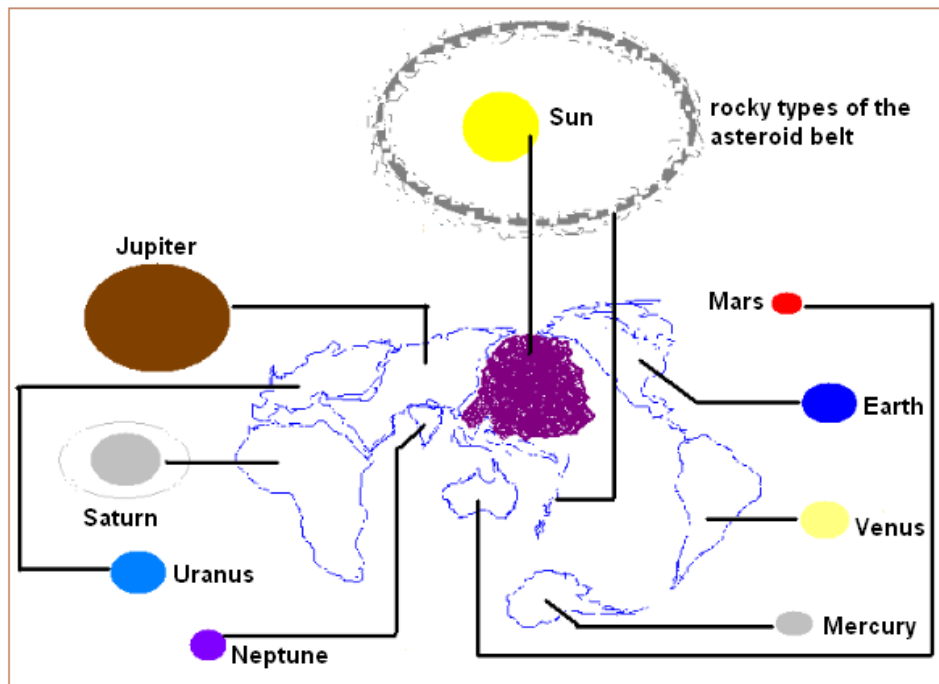 Sun
rocky types of the
asteroid belt
Jupiter
Mars
Earth
Saturn
Venus
Uranus
Mercury
Neptune